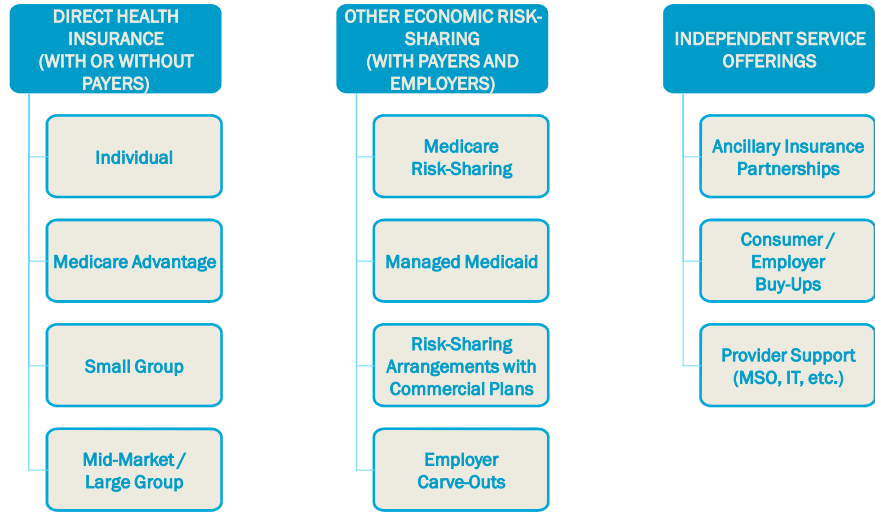 DIRECT HEALTH
INSURANCE
(WITH OR WITHOUT
PAYERS)
Individual
Medicare Advantage
Small Group
Mid-Market /
Large Group
OTHER ECONOMIC RISK-
SHARING
(WITH PAYERS AND
EMPLOYERS)
Medicare
Risk-Sharing
Managed Medicaid
Risk-Sharing
Arrangements with
Commercial Plans
Employer
Carve-Outs
INDEPENDENT SERVICE
OFFERINGS
Ancillary Insurance
Partnerships
Consumer /
Employer
Buy-Ups
Provider Support
(MSO, IT, etc.)